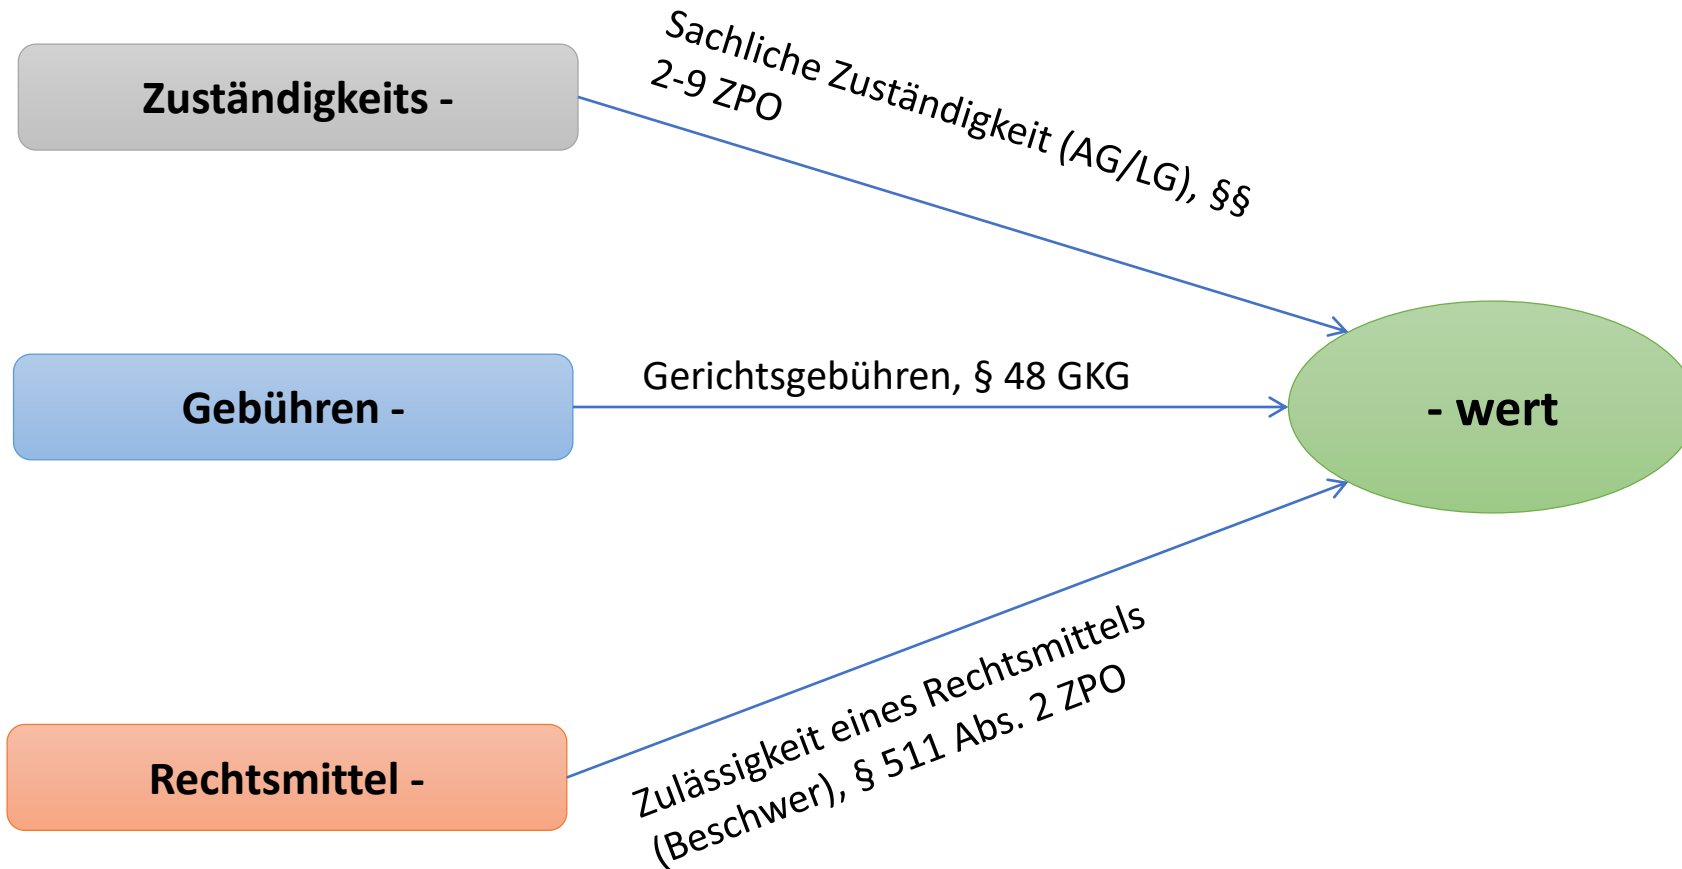 Zuständigkeits -
Sachliche Zuständigkeit (AG/LG), §§
2-9 ZPO
Gebühren -
Gerichtsgebühren, § 48 GKG
- wert
Rechtsmittel -
Zulässigkeit eines Rechtsmittels
(Beschwer), § 511 Abs. 2 ZPO